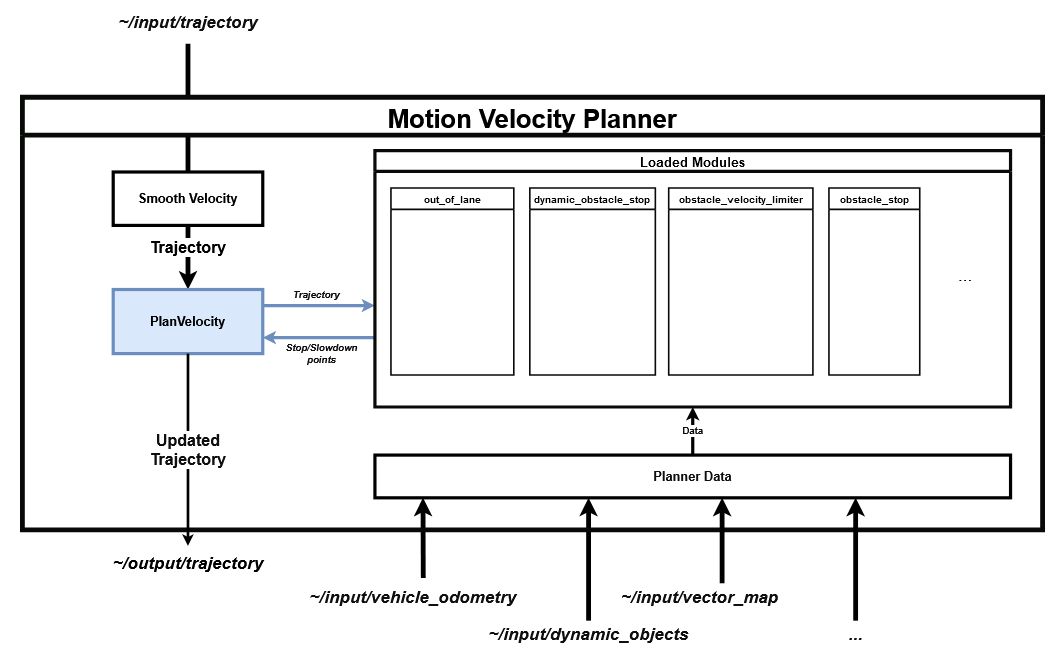 ~/input/trajectory
Motion Velocity Planner
Loaded Modules
Smooth Velocity
out_of_lane
dynamic_obstacle_stop
obstacle_velocity_limiter
obstacle_stop
Trajectory
...
PlanVelocity
Trajectory
Stop/Slowdown
points
Data
Updated
Trajectory
Planner Data
~/output/trajectory
~/input/vehicle_odometry
~/input/vector_map
~/input/dynamic_objects
...